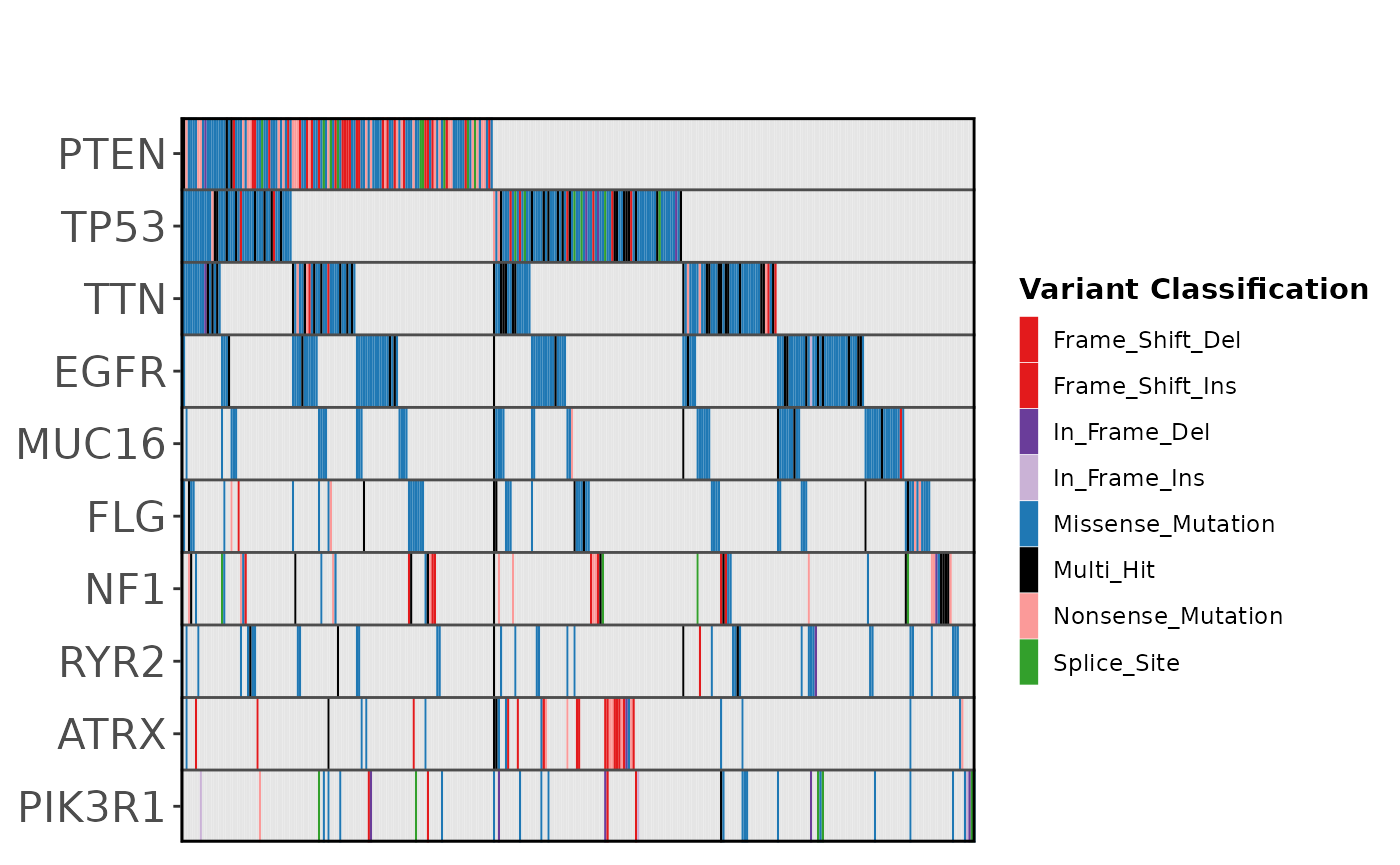 PTEN
TP53
TTN
EGFR
MUC16
FLG
NF1
RYR2
ATRX
PIK3R1
Variant Classification
Frame_Shift_Del
Frame_Shift_Ins
In_Frame_Del
In_Frame_Ins
Missense_Mutation
Multi_Hit
Nonsense_Mutation
Splice_Site